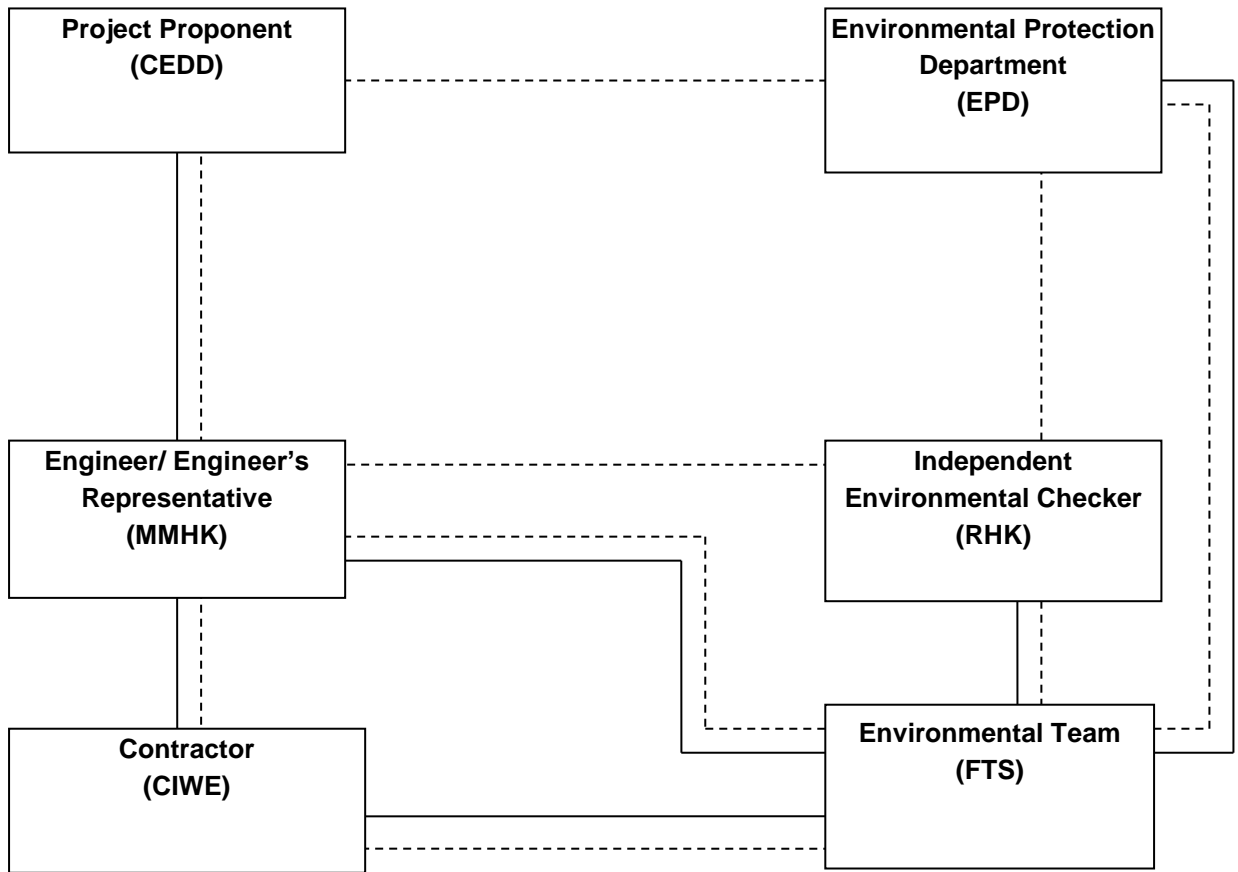 Project Proponent
(CEDD)
Environmental Protection
Department
(EPD)
Engineer/ Engineer’s
Representative
(MMHK)
Independent
Environmental Checker
(RHK)
Contractor
(CIWE)
Environmental Team
(FTS)